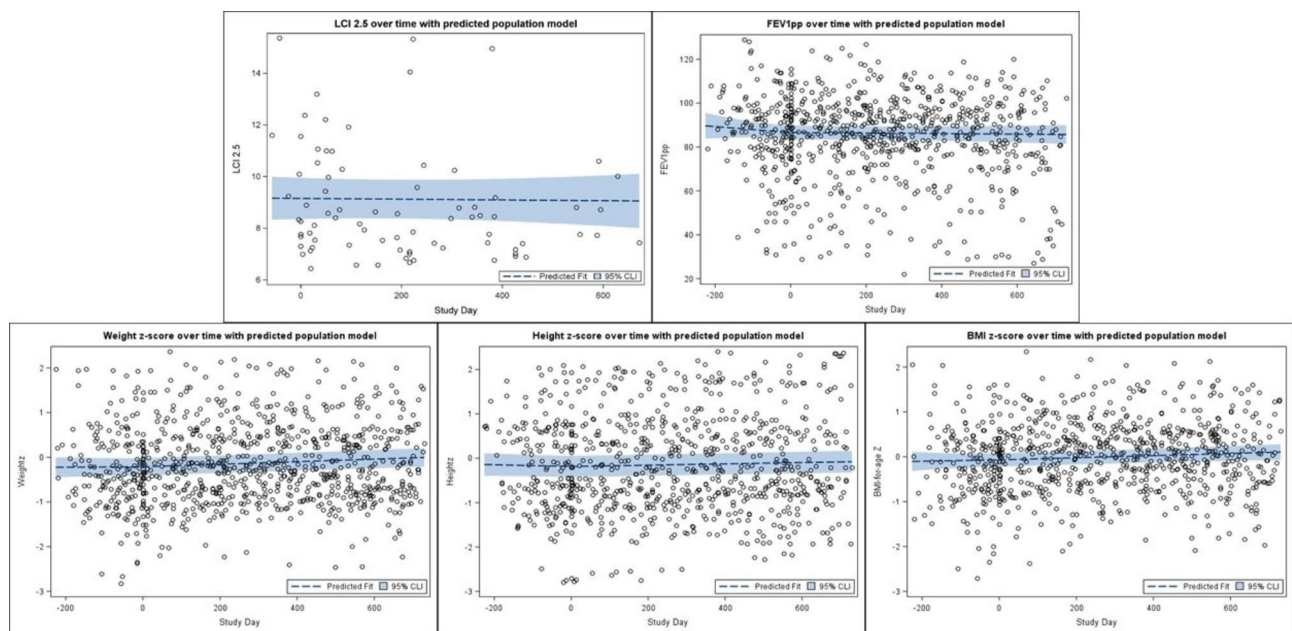 LCI 2.5 over time with predicted population model
LCI 2.5
14
12
10
8
6
0
200
400
600
Study Day
Predicted Fit
95% CLI
FEV1pp over time with predicted population model
FEV1pp
120
100
80
60
40
20
-200
0
200
400
600
Study Day
Predicted Fit
95% CLI
Weight z-score over time with predicted population model
Weightz
2
1
0
-1
-2
-3
-200
0
200
400
600
Study Day
Predicted Fit
95% CLI
Height z-score over time with predicted population model
Heightz
2
1
0
-1
-2
-3
-200
0
200
400
600
Study Day
Predicted Fit
95% CLI
BMI z-score over time with predicted population model
BMI-for-age Z
2
1
0
-1
-2
-3
-200
0
200
400
600
Study Day
Predicted Fit
95% CLI